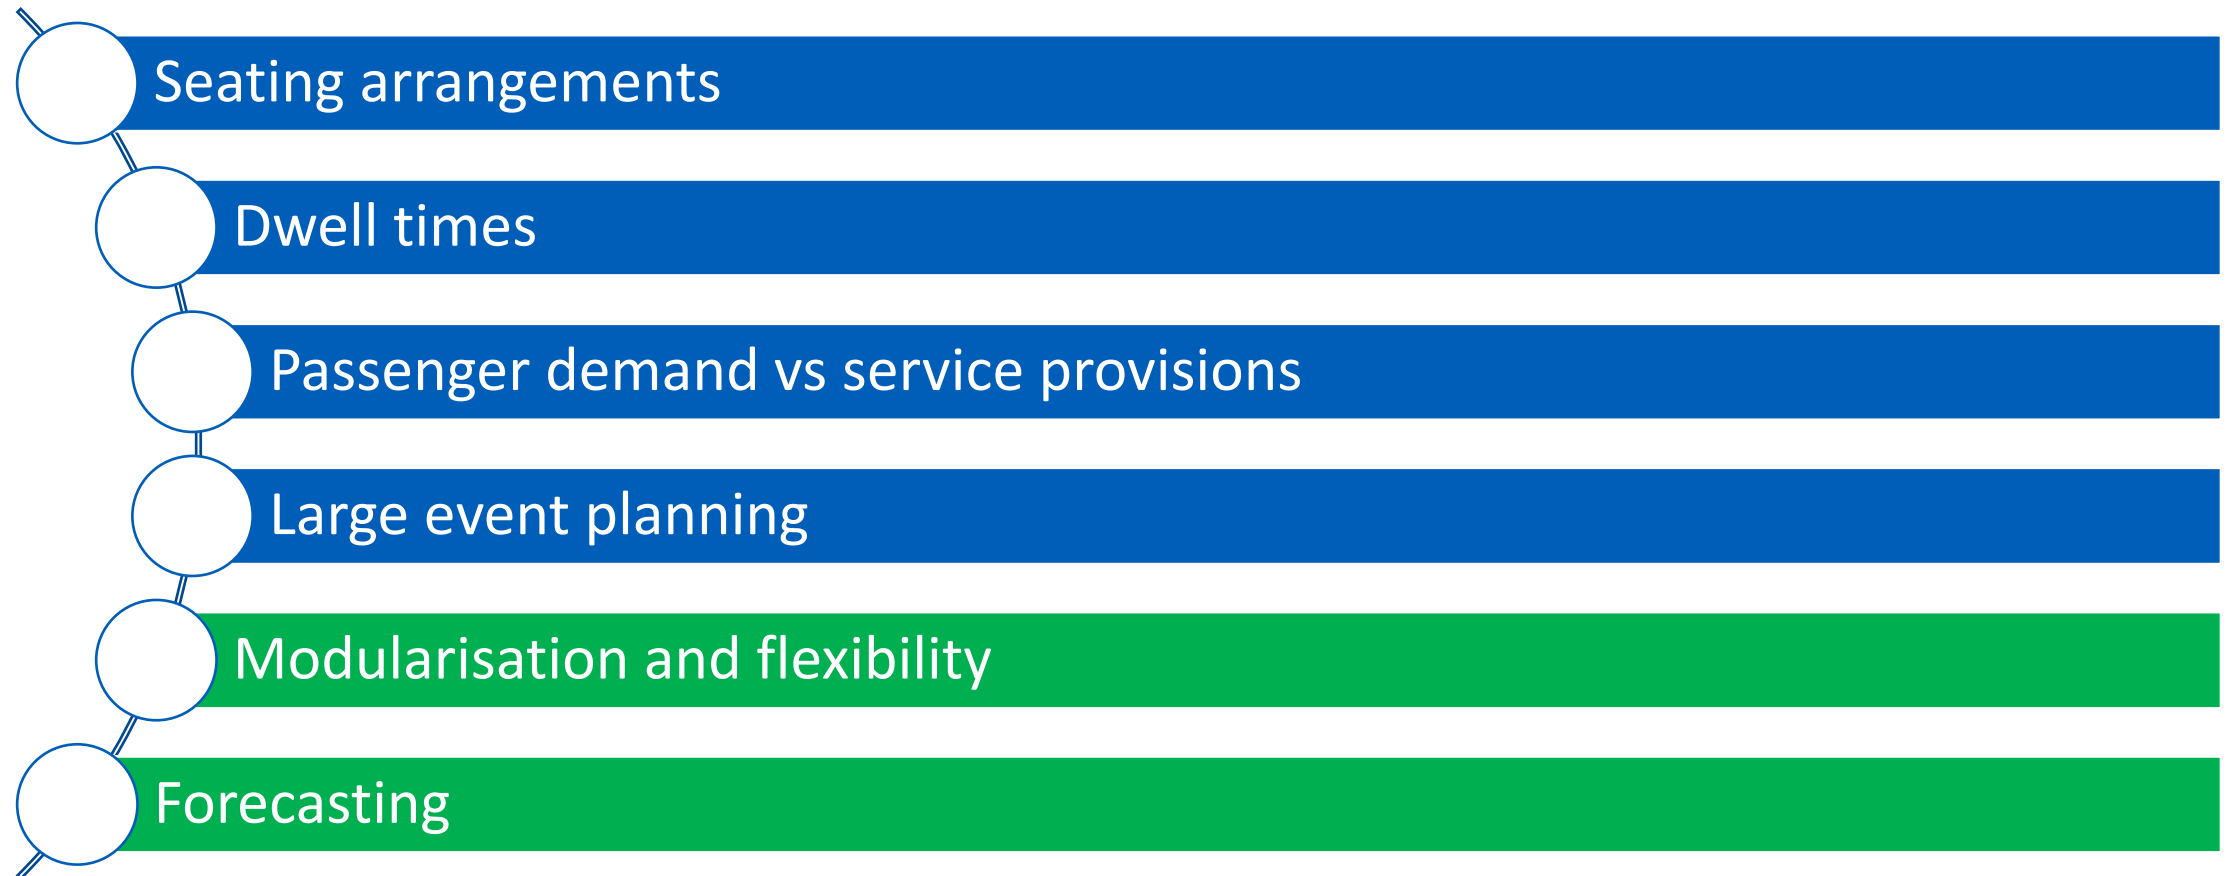 Seating arrangements
Dwell times
Passenger demand vs service provisions
Large event planning
Modularisation and flexibility
Forecasting